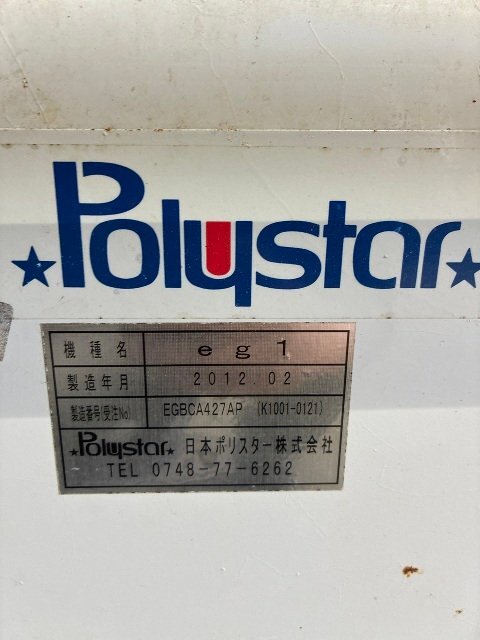 ★Polystar★
機種名 eg1
製造年月 2012.02
製造番号(受注No) EGBCA427AP (K1001-0121)
★Polystar★ 日本ポリスター株式会社
TEL 0748-77-6262